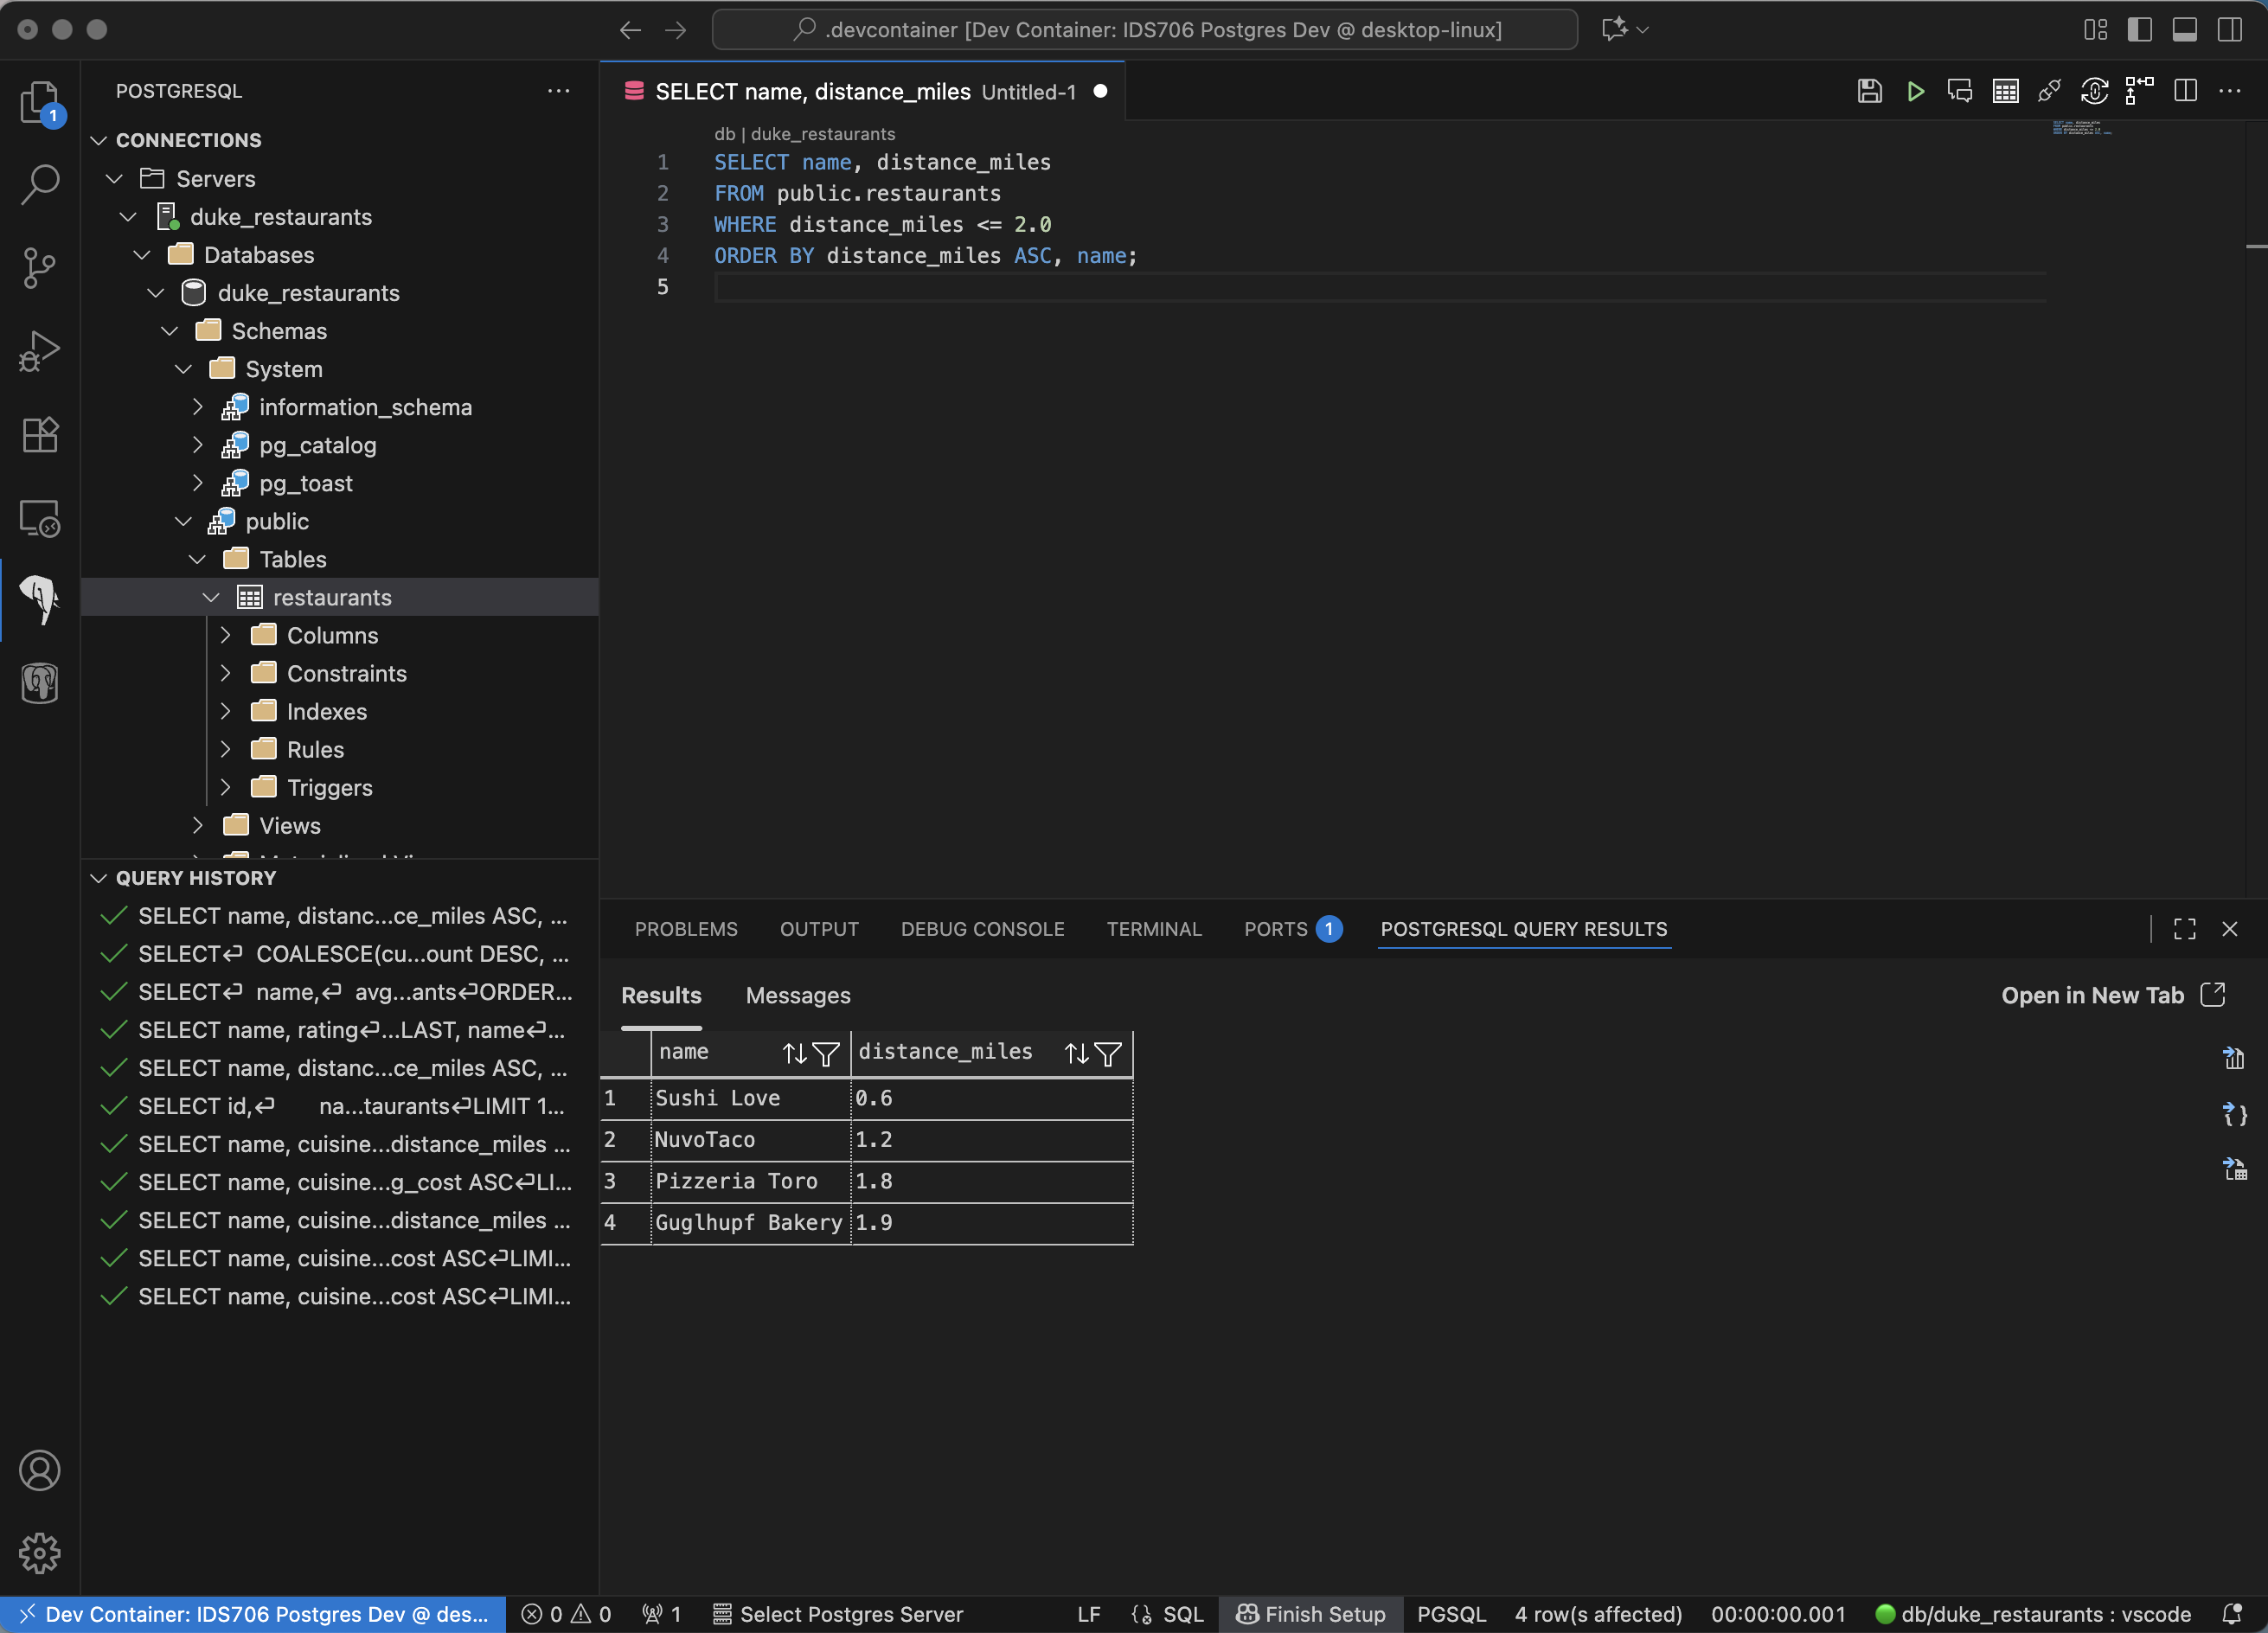 .devcontainer [Dev Container: IDS706 Postgres Dev @ desktop-linux]
1
POSTGRESQL
CONNECTIONS
Servers
duke_restaurants
Databases
duke_restaurants
Schemas
System
information_schema
pg_catalog
pg_toast
public
Tables
restaurants
Columns
Constraints
Indexes
Rules
Triggers
Views
QUERY HISTORY
SELECT name, distanc...ce_miles ASC, ...
SELECT⏎ COALESCE(cu...ount DESC, ...
SELECT⏎ name,⏎ avg...ants⏎ORDER...
SELECT name, rating⏎...LAST, name⏎...
SELECT name, distanc...ce_miles ASC, ...
SELECT id,⏎ na...taurants⏎LIMIT 1...
SELECT name, cuisine...distance_miles ...
SELECT name, cuisine...g_cost ASC⏎LI...
SELECT name, cuisine...distance_miles ...
SELECT name, cuisine...cost ASC⏎LIMI...
SELECT name, cuisine...cost ASC⏎LIMI...
SELECT name, distance_miles Untitled-1
db | duke_restaurants
1 SELECT name, distance_miles
2 FROM public.restaurants
3 WHERE distance_miles <= 2.0
4 ORDER BY distance_miles ASC, name;
5
PROBLEMS OUTPUT DEBUG CONSOLE TERMINAL PORTS 1 POSTGRESQL QUERY RESULTS
Results Messages Open in New Tab
name distance_miles
1 Sushi Love 0.6
2 NuvoTaco 1.2
3 Pizzeria Toro 1.8
4 Guglhupf Bakery 1.9
Dev Container: IDS706 Postgres Dev @ des... 0 0 1 Select Postgres Server LF SQL Finish Setup PGSQL 4 row(s affected) 00:00:00.001 db/duke_restaurants : vscode